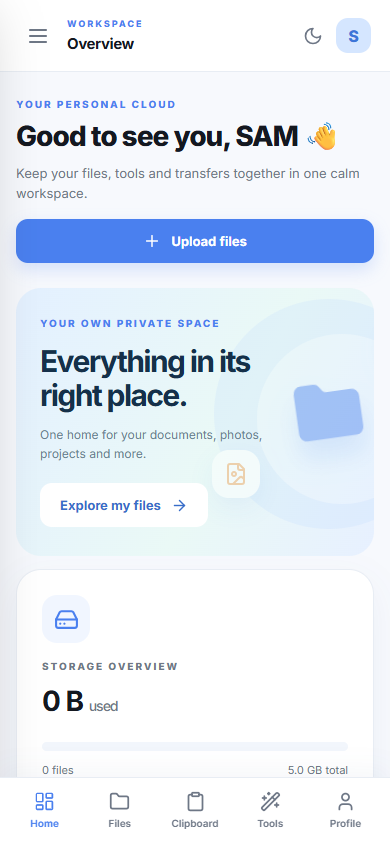 WORKSPACE
Overview
S
YOUR PERSONAL CLOUD
Good to see you, SAM 👋
Keep your files, tools and transfers together in one calm
workspace.
Upload files
YOUR OWN PRIVATE SPACE
Everything in its
right place.
One home for your documents, photos,
projects and more.
Explore my files
STORAGE OVERVIEW
0 B used
0 files 5.0 GB total
Home Files Clipboard Tools Profile